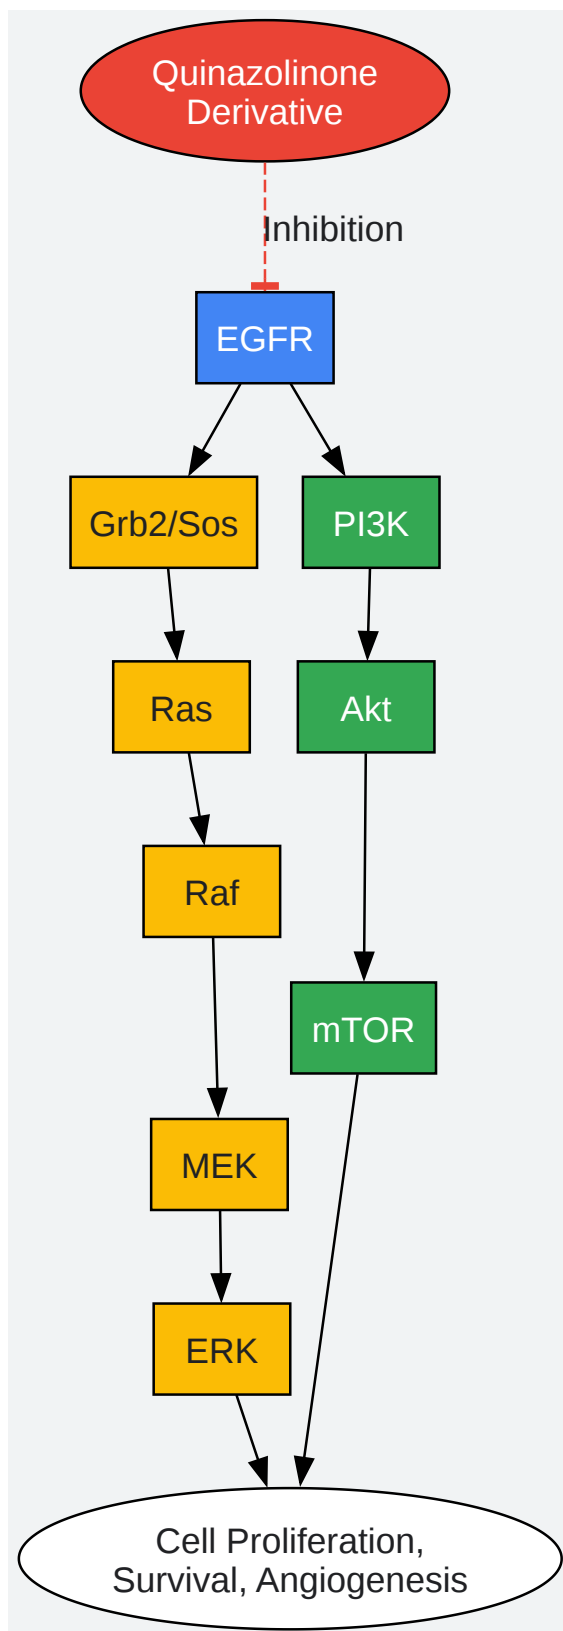 Quinazolinone
Derivative
Inhibition
EGFR
Grb2/Sos
PI3K
Ras
Akt
Raf
mTOR
MEK
ERK
Cell Proliferation,
Survival, Angiogenesis